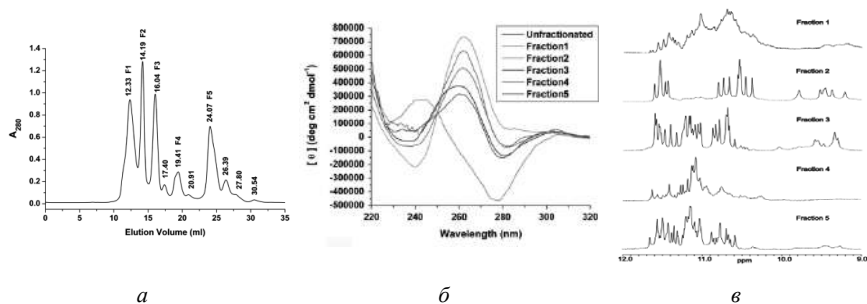 12.33 F1
14.19 F2
16.04 F3
17.40
19.41 F4
20.91
24.07 F5
26.39
27.80
30.54
1.4
1.2
1.0
0.8
0.6
0.4
0.2
0.0
A280
0 5 10 15 20 25 30 35
Elution Volume (ml)
а
800000
700000
600000
500000
400000
300000
200000
100000
0
-100000
-200000
-300000
-400000
-500000
[θ] (deg cm² dmol⁻¹)
Unfractionated
Fraction1
Fraction2
Fraction3
Fraction4
Fraction5
220 240 260 280 300 320
Wavelength (nm)
б
Fraction 1
Fraction 2
Fraction 3
Fraction 4
Fraction 5
12.0 11.0 10.0 9.0
ppm
в